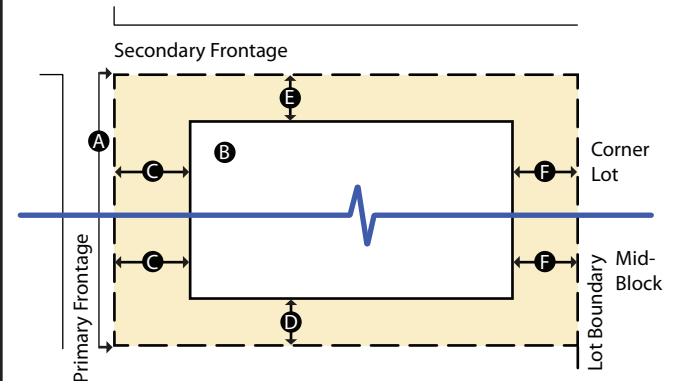 Secondary Frontage
E
A
B
Corner
Lot
C
F
C
F
Mid-
Block
Primary Frontage
Lot Boundary
D